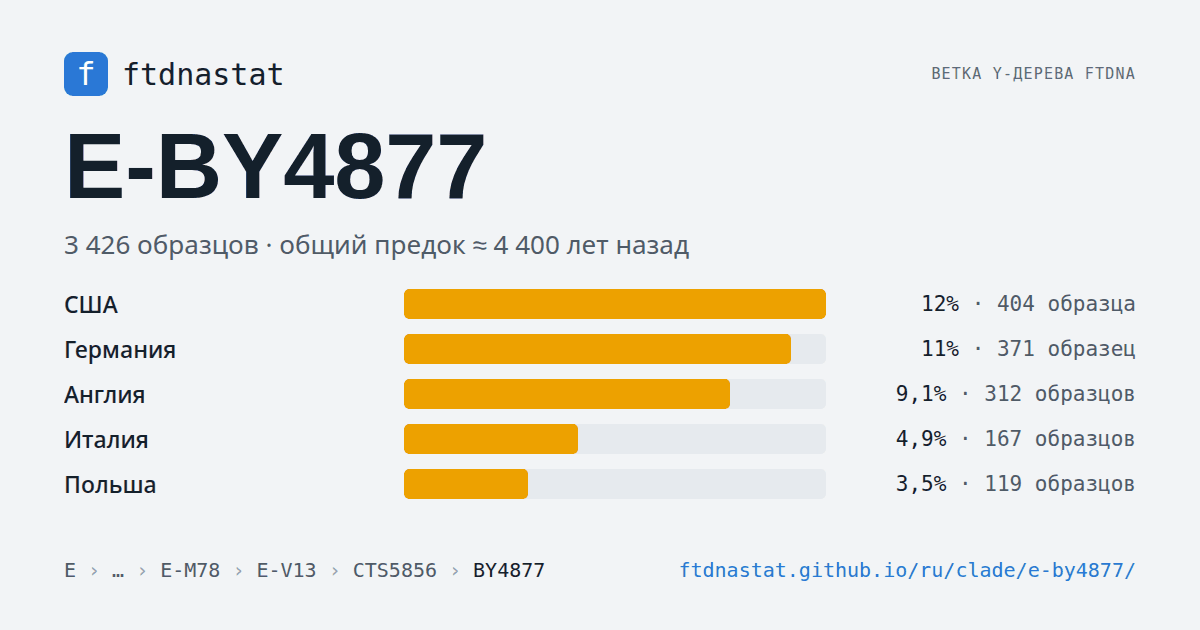 f ftdnastat
ВЕТКА Y-ДЕРЕВА FTDNA
E-BY4877
3 426 образцов · общий предок ≈ 4 400 лет назад
США 12% · 404 образца
Германия 11% · 371 образец
Англия 9,1% · 312 образцов
Италия 4,9% · 167 образцов
Польша 3,5% · 119 образцов
E › … › E-M78 › E-V13 › CTS5856 › BY4877
ftdnastat.github.io/ru/clade/e-by4877/